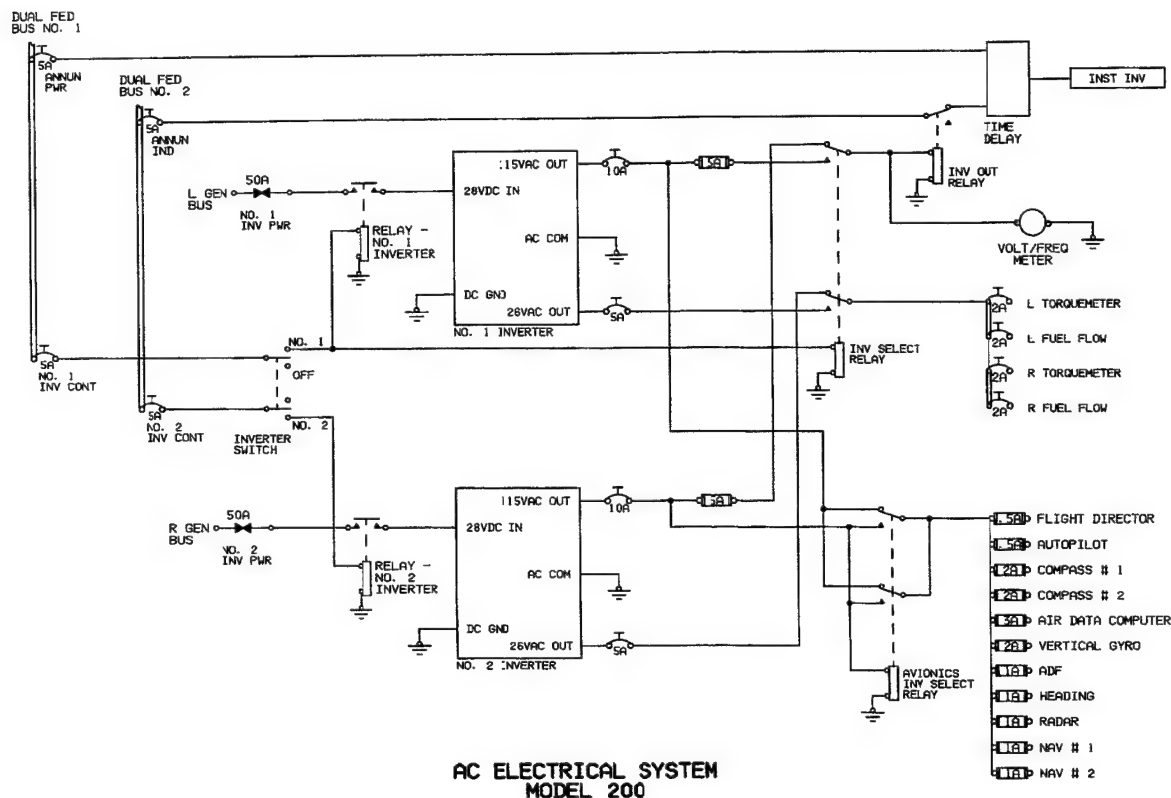 DUAL FED
BUS NO. 1
5A
ANNUN
PWR
DUAL FED
BUS NO. 2
5A
ANNUN
IND
TIME
DELAY
INST INV
L GEN
BUS
50A
NO. 1
INV PWR
RELAY -
NO. 1
INVERTER
115VAC OUT
28VDC IN
AC COM
DC GND
26VAC OUT
NO. 1 INVERTER
10A
5A
5A
INV OUT
RELAY
VOLT/FREQ
METER
2A
L TORQUEMETER
2A
L FUEL FLOW
2A
R TORQUEMETER
2A
R FUEL FLOW
INV SELECT
RELAY
5A
NO. 1
INV CONT
5A
NO. 2
INV CONT
NO. 1
OFF
NO. 2
INVERTER
SWITCH
R GEN
BUS
50A
NO. 2
INV PWR
RELAY -
NO. 2
INVERTER
115VAC OUT
28VDC IN
AC COM
DC GND
26VAC OUT
NO. 2 INVERTER
10A
5A
AVIONICS
INV SELECT
RELAY
.5A FLIGHT DIRECTOR
.5A AUTOPILOT
2A COMPASS # 1
2A COMPASS # 2
3A AIR DATA COMPUTER
2A VERTICAL GYRO
1A ADF
1A HEADING
1A RADAR
1A NAV # 1
1A NAV # 2
AC ELECTRICAL SYSTEM
MODEL 200